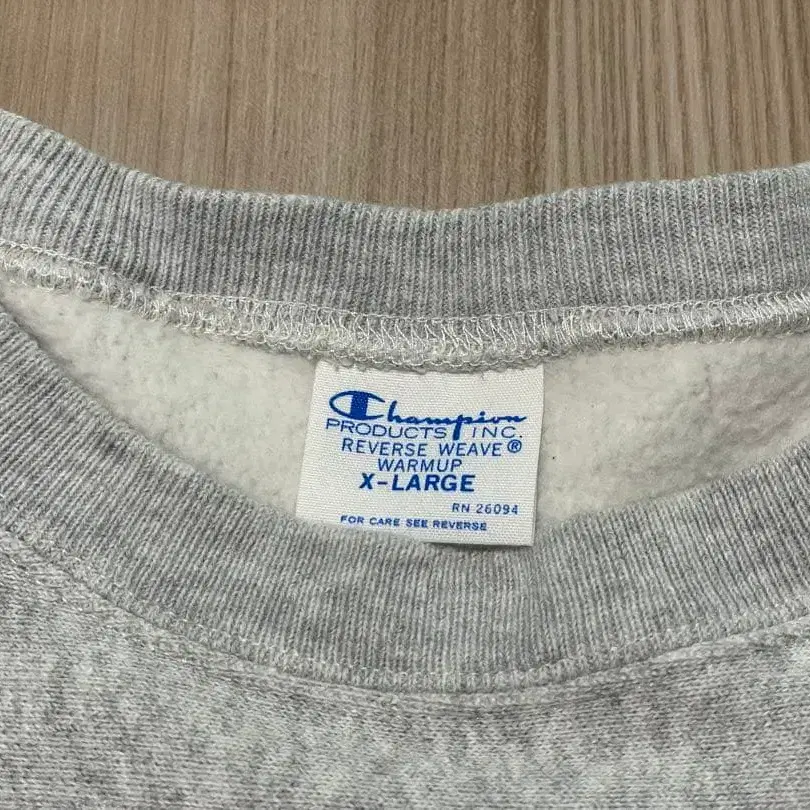 Champion
PRODUCTS INC.
REVERSE WEAVE®
WARMUP
X-LARGE
RN 26094
FOR CARE SEE REVERSE